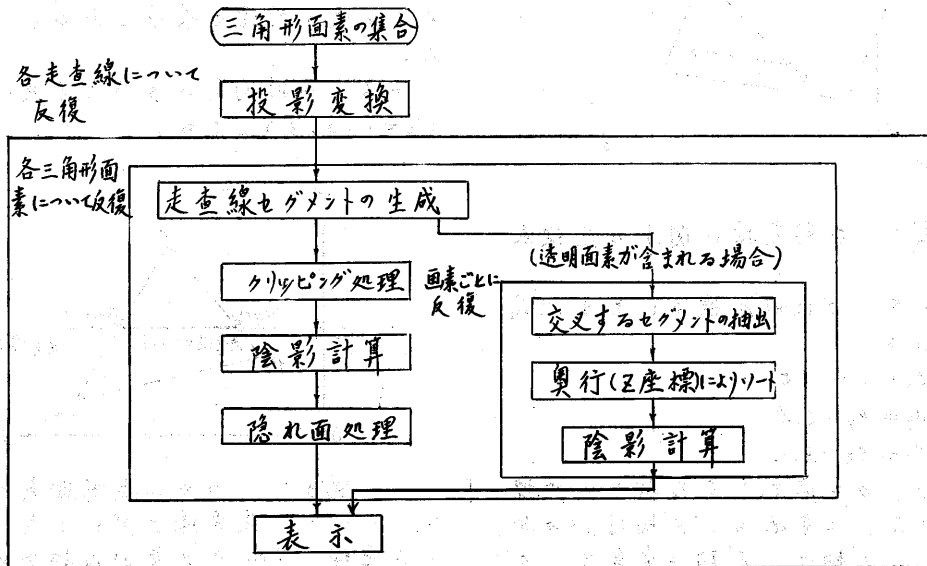 三角形面素の集合
各走査線について
反復
投影変換
各三角形面
素について反復
走査線セグメントの生成
(透明面素が含まれる場合)
クリッピング処理
画素ごとに
反復
交叉するセグメントの抽出
陰影計算
奥行(Z座標)によりソート
隠れ面処理
陰影計算
表示